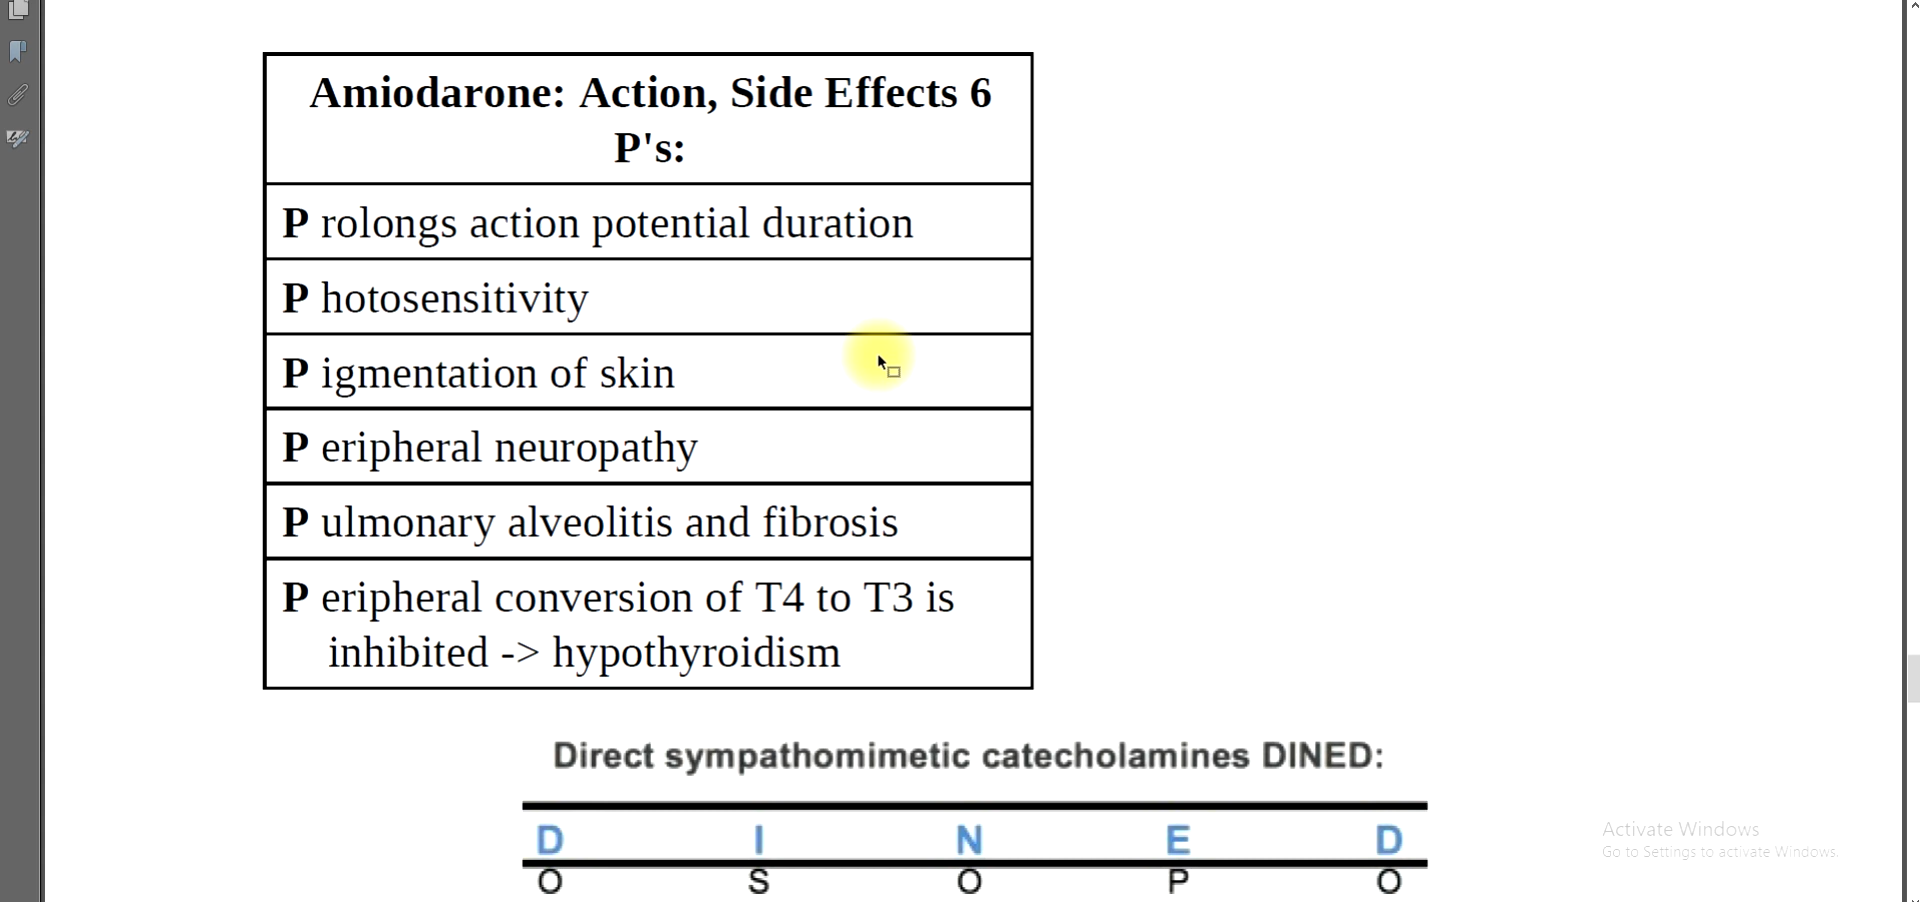 Amiodarone: Action, Side Effects 6
P's:
P rolongs action potential duration
P hotosensitivity
P igmentation of skin
P eripheral neuropathy
P ulmonary alveolitis and fibrosis
P eripheral conversion of T4 to T3 is
inhibited -> hypothyroidism
Direct sympathomimetic catecholamines DINED:
D I N E D
O S O P O
Activate Windows
Go to Settings to activate Windows.